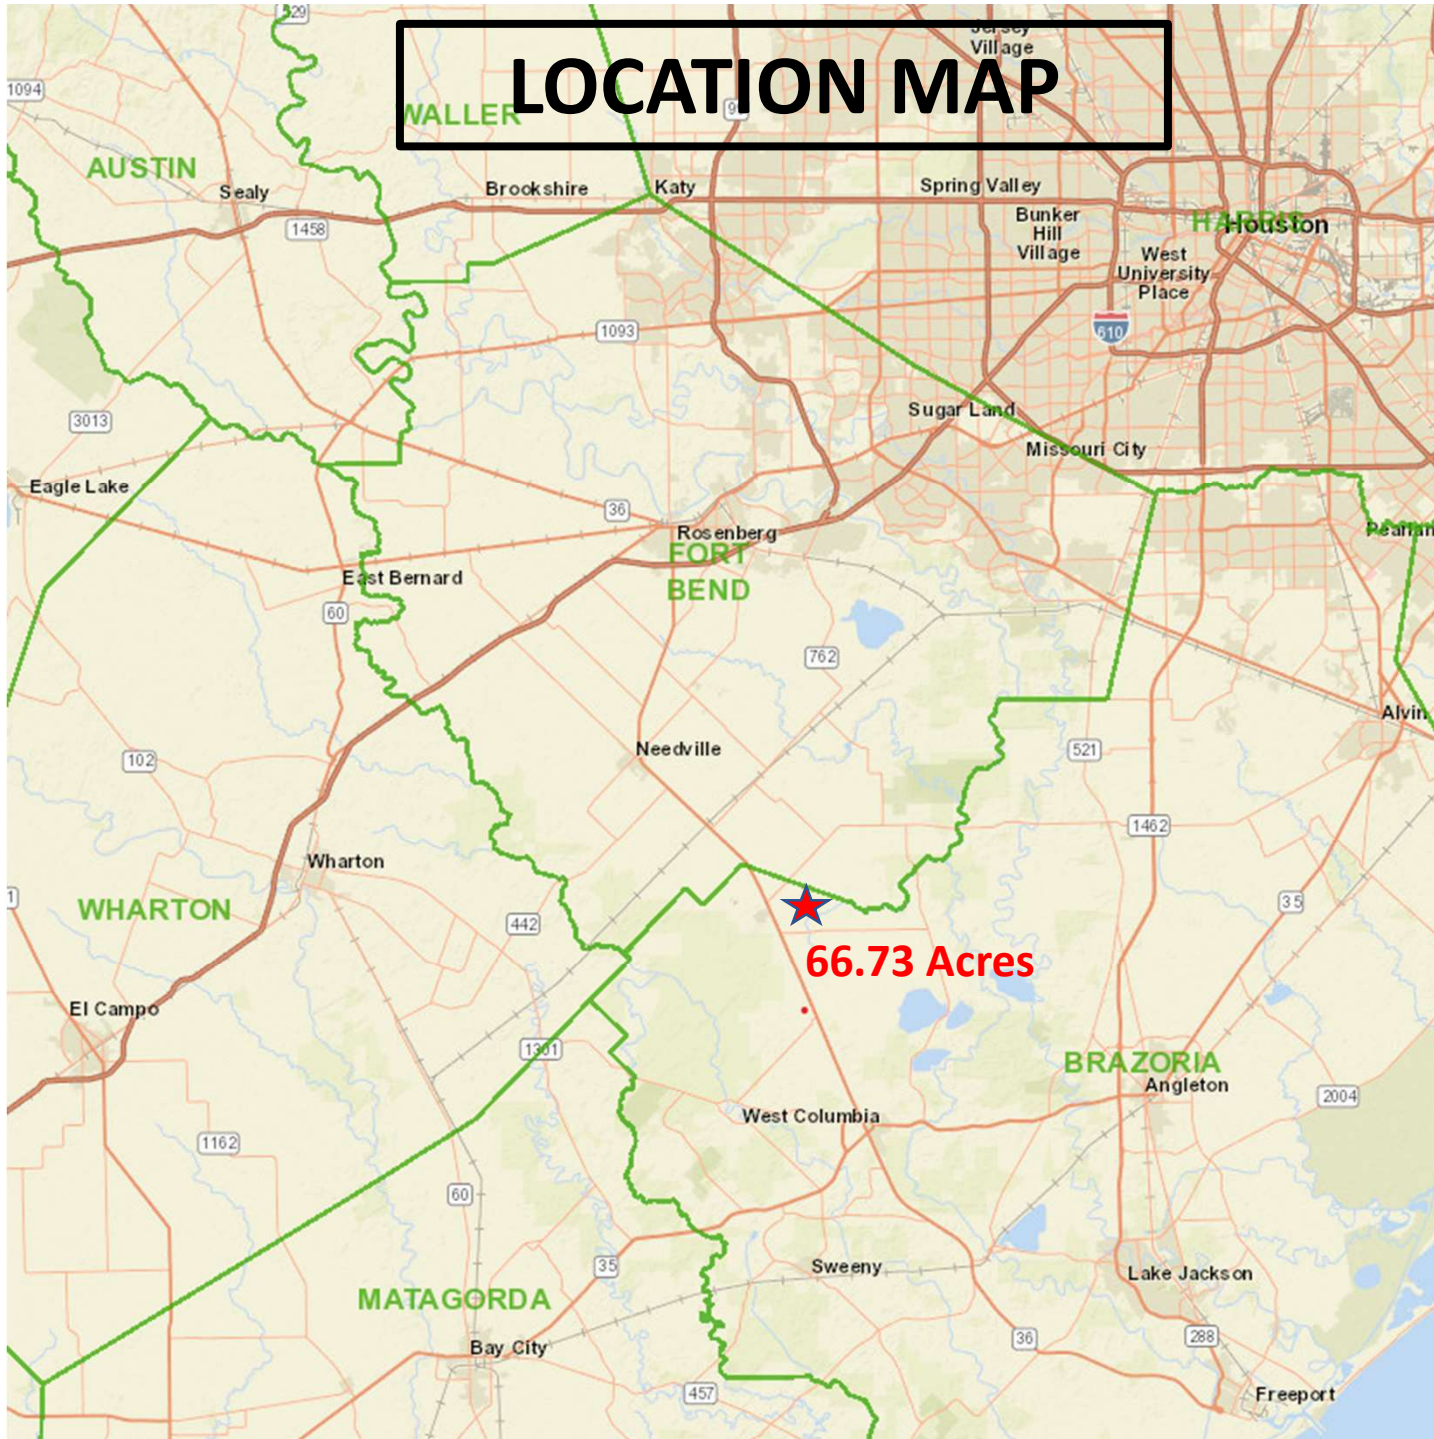 529
Jersey
Village
LOCATION MAP
1094
99
WALLER
AUSTIN
Sealy
Brookshire
Katy
Spring Valley
1458
Bunker
Hill
Village
HARRIS
Houston
West
University
Place
1093
610
3013
Sugar Land
Missouri City
Eagle Lake
36
Rosenberg
FORT
BEND
East Bernard
60
762
Alvin
Needville
521
102
1462
Wharton
WHARTON
442
35
66.73 Acres
El Campo
1301
BRAZORIA
Angleton
2004
West Columbia
1162
60
35
Sweeny
Lake Jackson
MATAGORDA
Bay City
36
288
457
Freeport